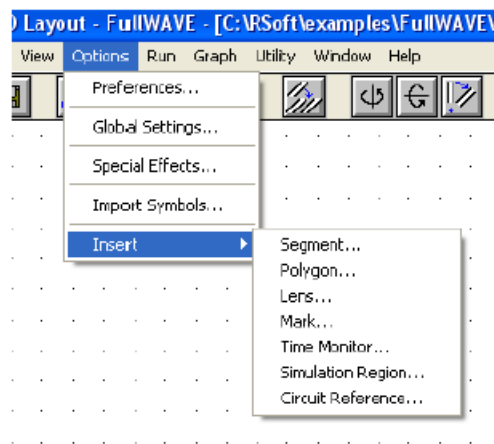 Layout - FullWAVE - [C:\RSoft\examples\FullWAVE\
View Options Run Graph Utility Window Help
Preferences...
Global Settings...
Special Effects...
Import Symbols...
Insert
Segment...
Polygon...
Lens...
Mark...
Time Monitor...
Simulation Region...
Circuit Reference...